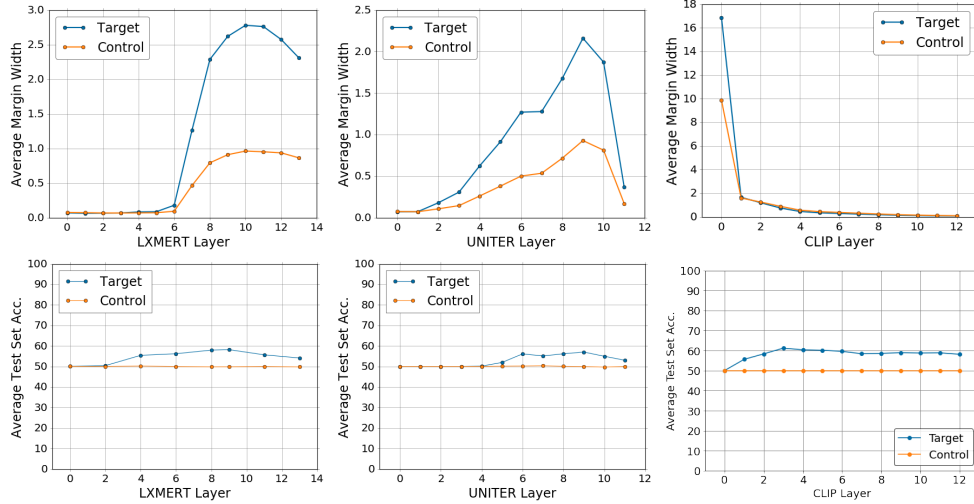 Average Margin Width
3.0
2.5
2.0
1.5
1.0
0.5
0.0
Target
Control
0 2 4 6 8 10 12 14
LXMERT Layer
Average Margin Width
2.5
2.0
1.5
1.0
0.5
0.0
Target
Control
0 2 4 6 8 10 12
UNITER Layer
Average Margin Width
18
16
14
12
10
8
6
4
2
0
Target
Control
0 2 4 6 8 10 12
CLIP Layer
Average Test Set Acc.
100
90
80
70
60
50
40
30
20
10
0
Target
Control
0 2 4 6 8 10 12 14
LXMERT Layer
Average Test Set Acc.
100
90
80
70
60
50
40
30
20
10
0
Target
Control
0 2 4 6 8 10 12
UNITER Layer
Average Test Set Acc.
100
90
80
70
60
50
40
30
20
10
0
Target
Control
0 2 4 6 8 10 12
CLIP Layer